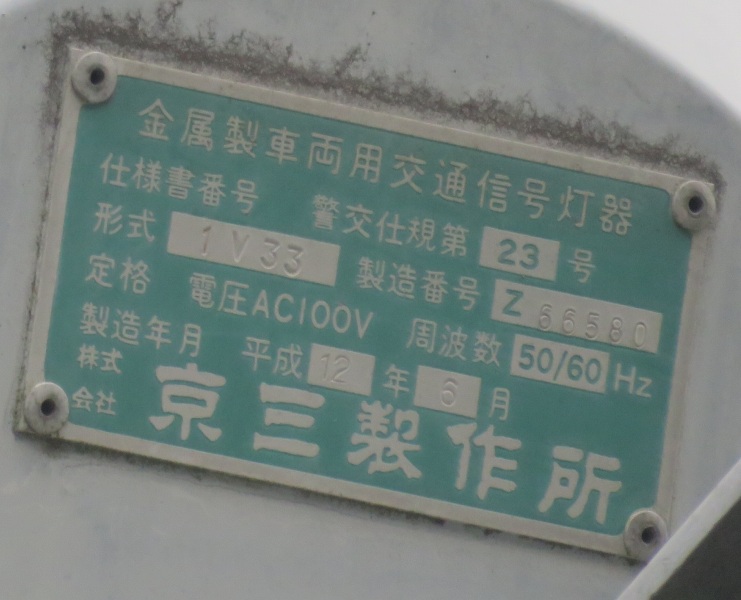 金属製車両用交通信号灯器
仕様書番号 警交仕規第 23 号
形式 1V33 製造番号 Z 66580
定格 電圧AC100V 周波数 50/60 Hz
製造年月 平成 12 年 6 月
株式会社 京三製作所